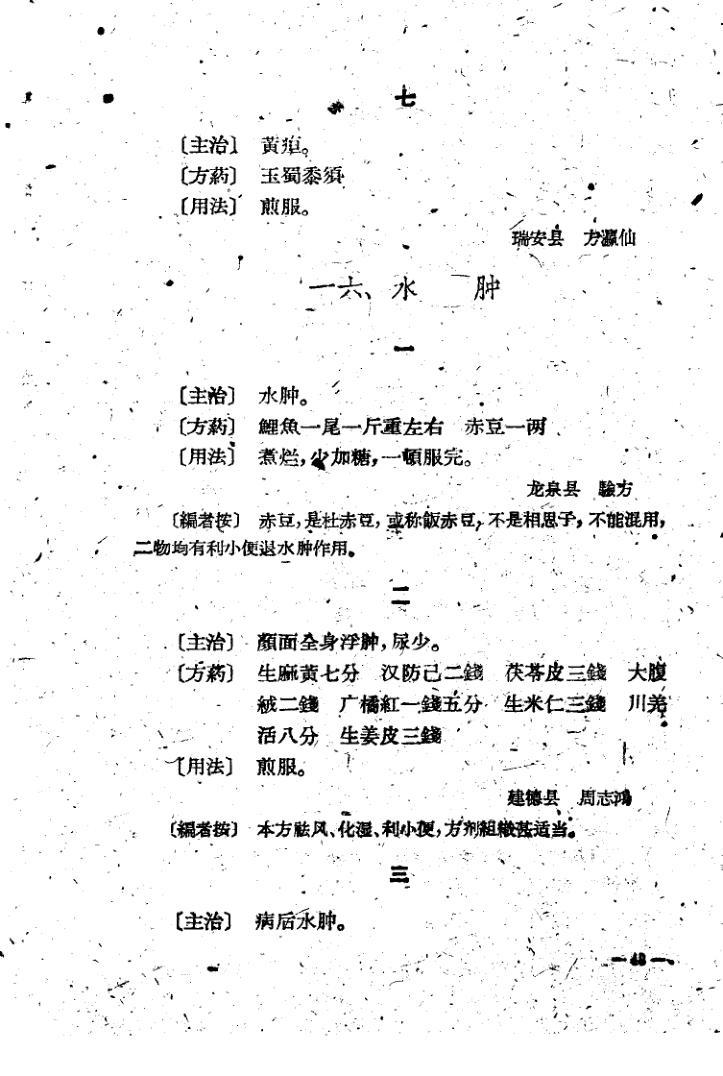 七
〔主治〕 黃疸。
〔方葯〕 玉蜀黍須
〔用法〕 煎服。
瑞安县 方瀛仙
一六、水 肿
一
〔主治〕 水肿。
〔方葯〕 鯉魚一尾一斤重左右 赤豆一两
〔用法〕 煮烂，少加糖，一頓服完。
龙泉县 驗方
〔編者按〕 赤豆，是杜赤豆，或称飯赤豆，不是相思子，不能混用，
二物均有利小便退水肿作用。
二
〔主治〕 顏面全身浮肿，尿少。
〔方葯〕 生麻黄七分 汉防己二錢 茯苓皮三錢 大腹
絨二錢 广橘紅一錢五分 生米仁三錢 川羌
活八分 生姜皮三錢
〔用法〕 煎服。
建德县 周志鴻
〔編者按〕 本方祛风、化湿、利小便，方剂組織甚适当。
三
〔主治〕 病后水肿。